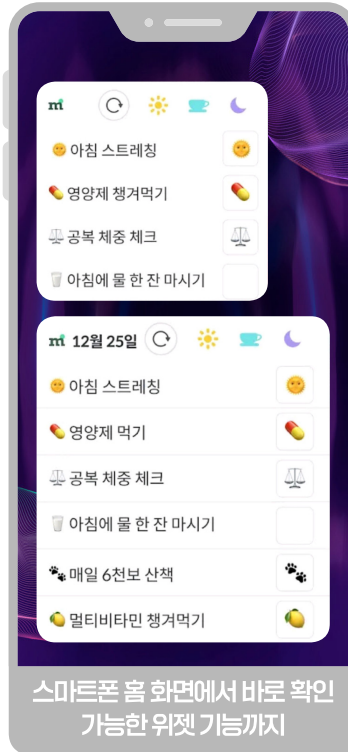 m
아침 스트레칭
영양제 챙겨먹기
공복 체중 체크
아침에 물 한 잔 마시기
m 12월 25일
아침 스트레칭
영양제 먹기
공복 체중 체크
아침에 물 한 잔 마시기
매일 6천보 산책
멀티비타민 챙겨먹기
스마트폰 홈 화면에서 바로 확인
가능한 위젯 기능까지